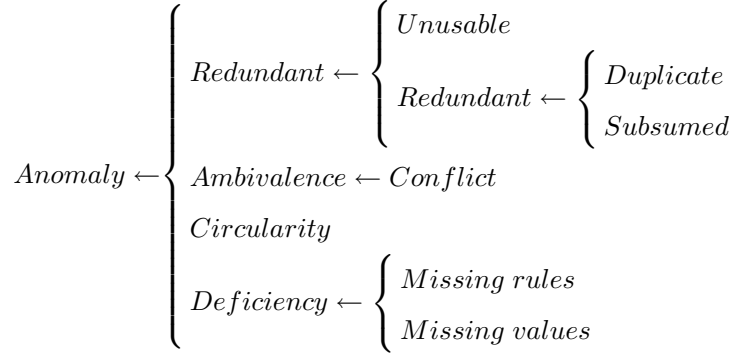 Unusable
Redundant ←
Redundant ←
Duplicate
Subsumed
Anomaly ←
Ambivalence ← Conflict
Circularity
Deficiency ←
Missing rules
Missing values